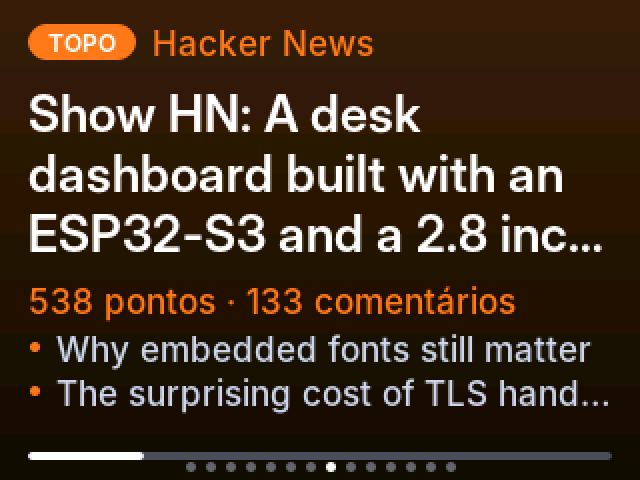 TOPO Hacker News
Show HN: A desk
dashboard built with an
ESP32-S3 and a 2.8 inc...
538 pontos · 133 comentários
• Why embedded fonts still matter
• The surprising cost of TLS hand...